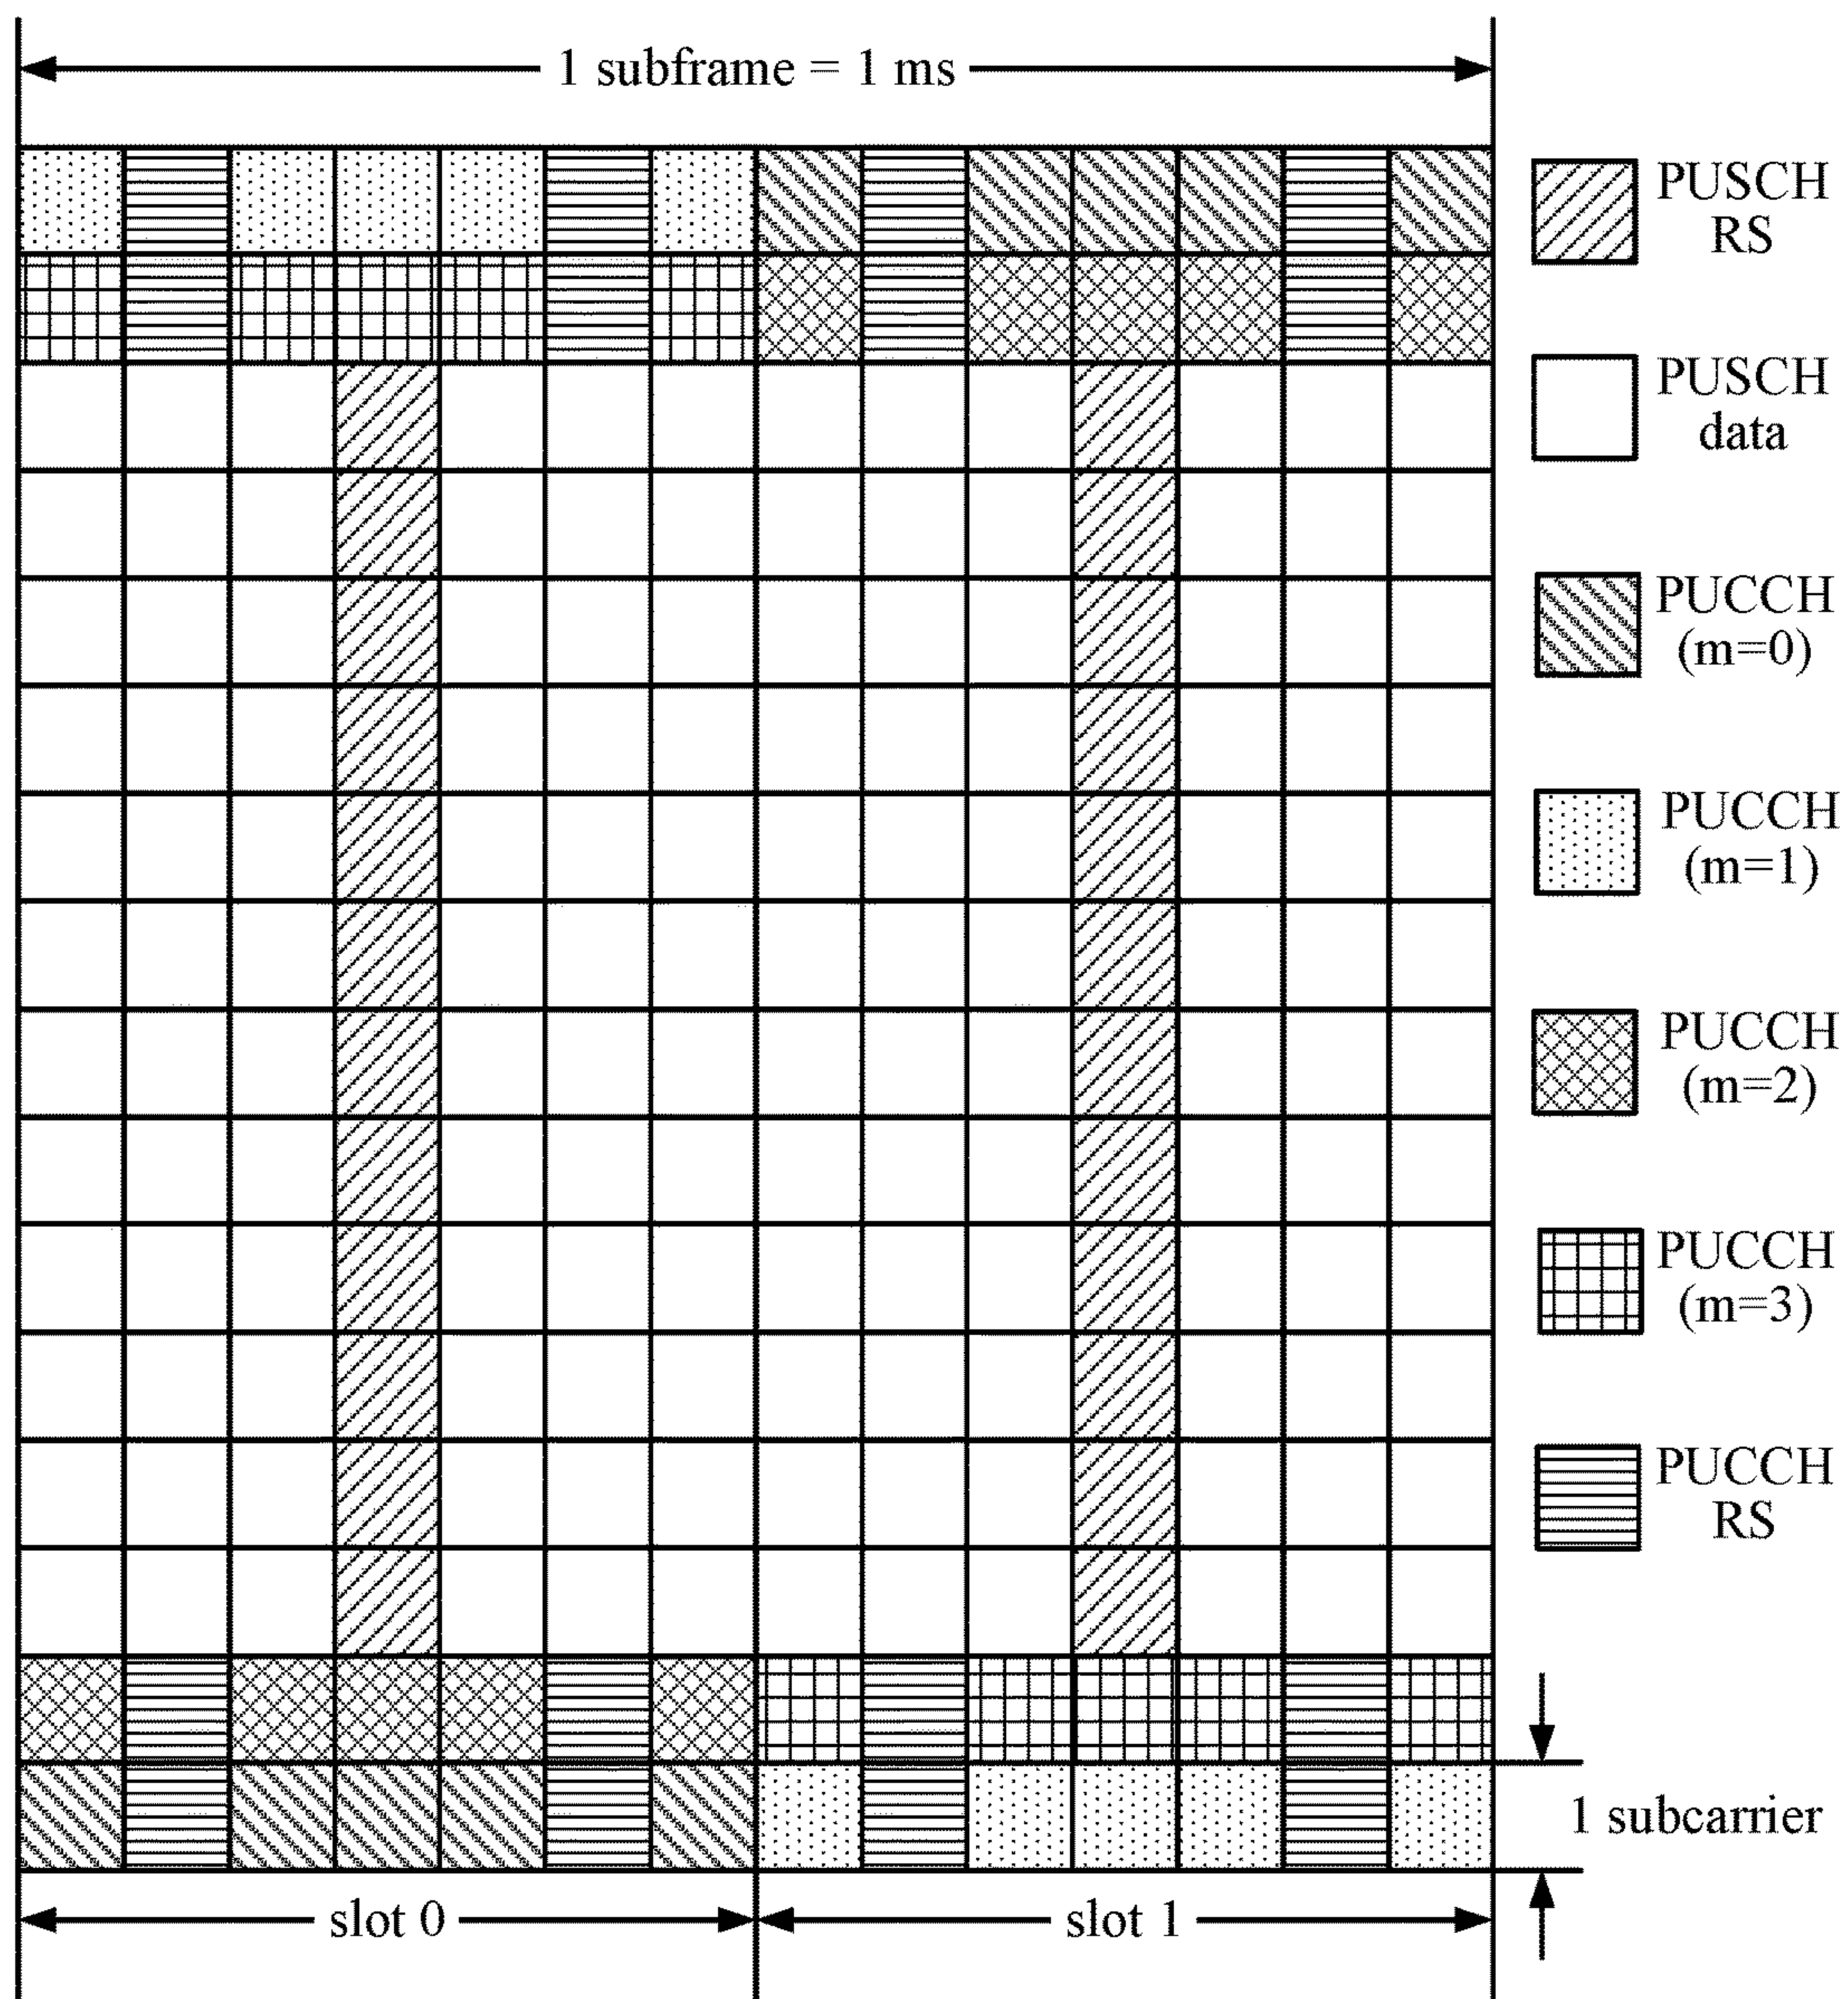 1 subframe = 1 ms
PUSCH
RS
PUSCH
data
PUCCH
(m=0)
PUCCH
(m=1)
PUCCH
(m=2)
PUCCH
(m=3)
PUCCH
RS
1 subcarrier
slot 0
slot 1